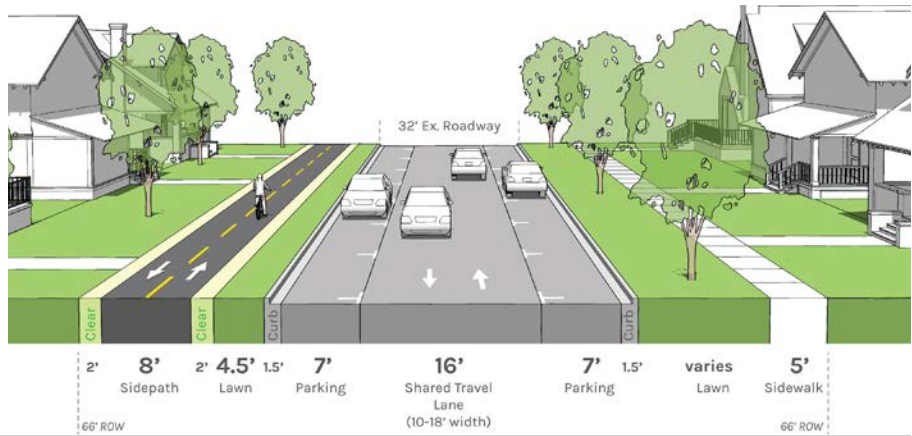 32' Ex. Roadway
Clear
Clear
Curb
Curb
2' 8' 2' 4.5' 1.5' 7' 16' 7' 1.5' varies 5'
Sidepath Lawn Parking Shared Travel Parking Lawn Sidewalk
Lane
(10-18' width)
66' ROW 66' ROW